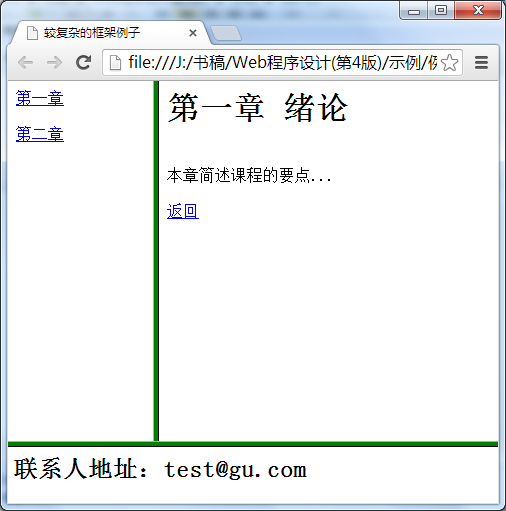 较复杂的框架例子
file:///J:/书稿/Web程序设计(第4版)/示例/
第一章
第二章
第一章 绪论
本章简述课程的要点...
返回
联系人地址：test@gu.com